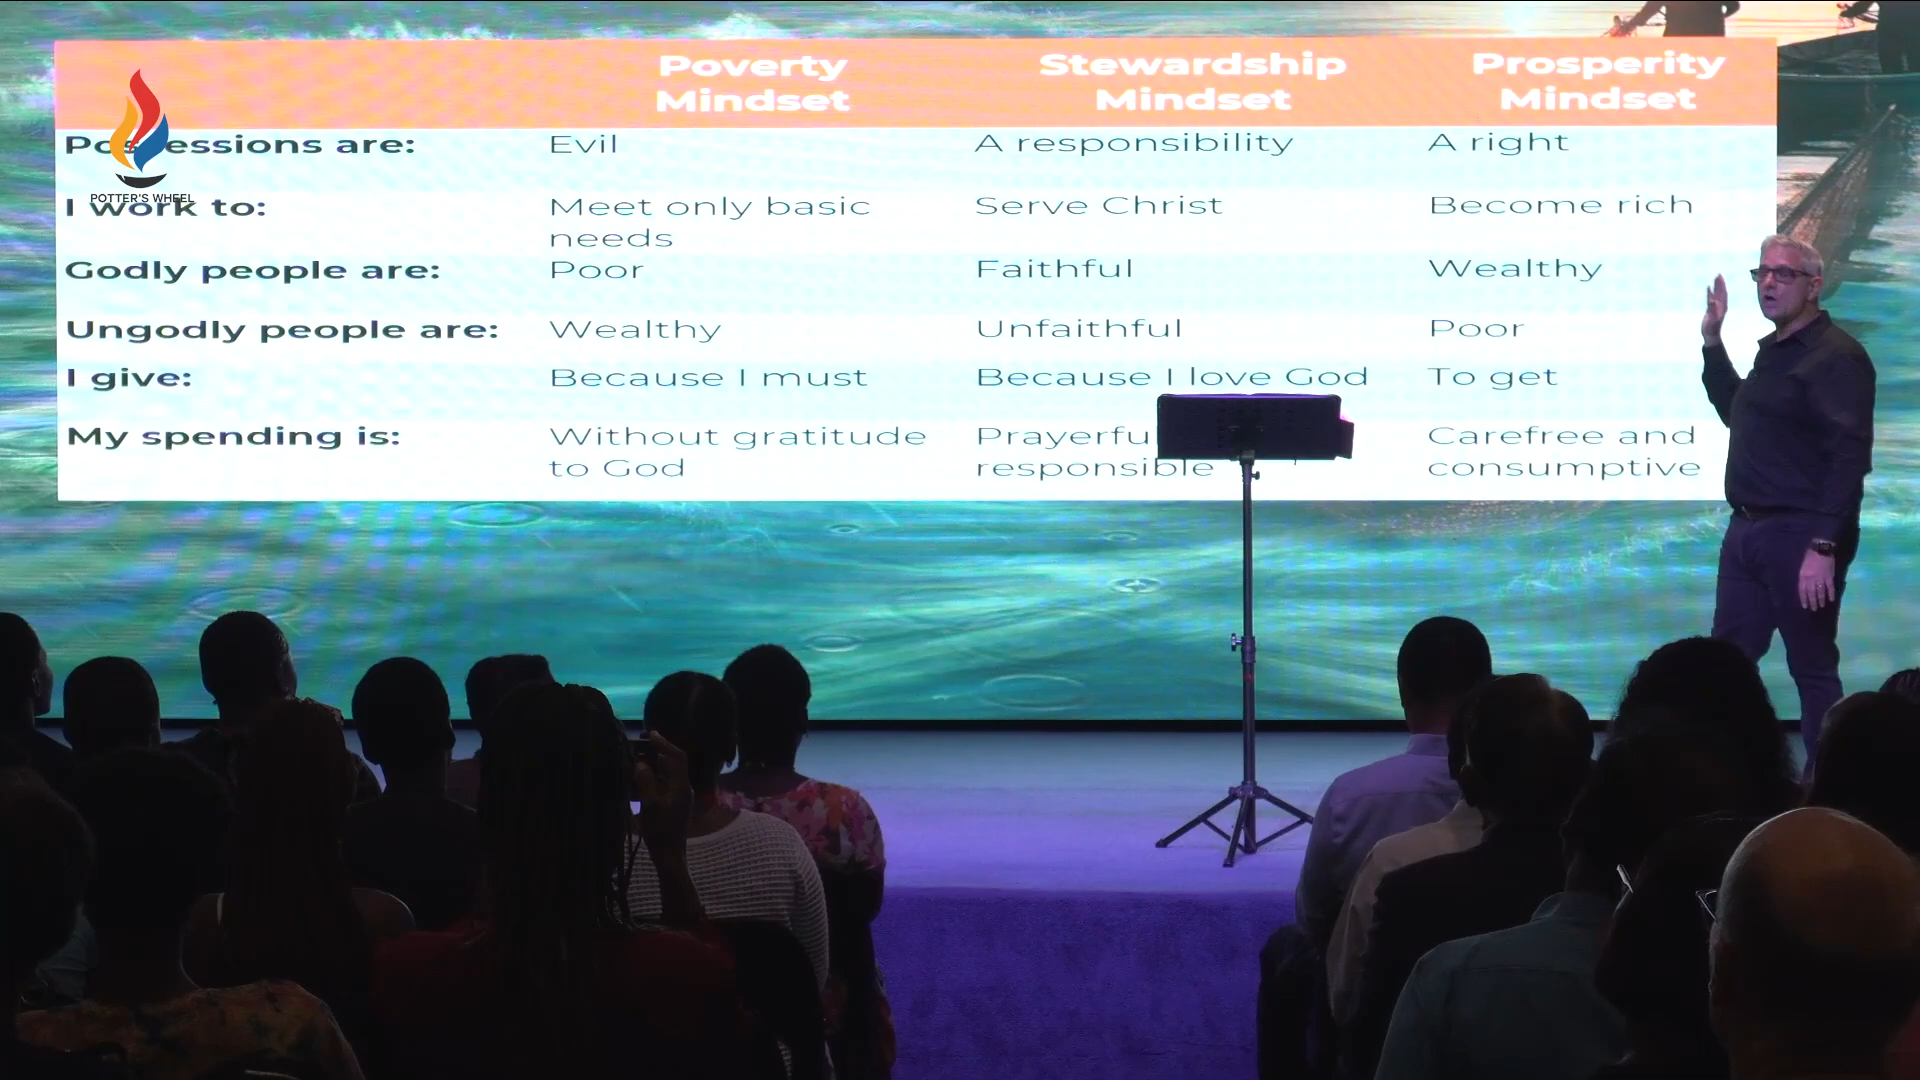 Poverty Mindset Stewardship Mindset Prosperity Mindset
POTTER'S WHEEL
Possessions are: Evil A responsibility A right
I work to: Meet only basic needs Serve Christ Become rich
Godly people are: Poor Faithful Wealthy
Ungodly people are: Wealthy Unfaithful Poor
I give: Because I must Because I love God To get
My spending is: Without gratitude to God responsible Carefree and consumptive